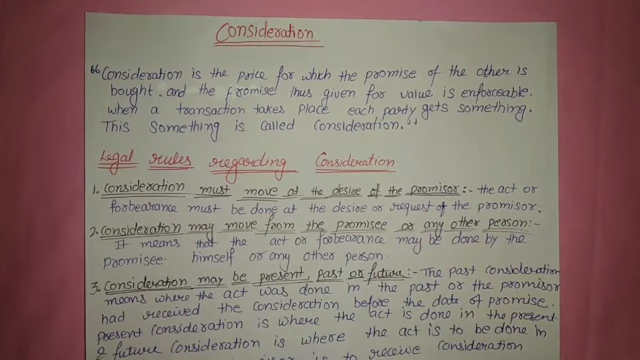 Consideration
"Consideration is the price for which the promise of the other is
bought. and the promise thus given for value is enforceable.
when a transaction takes place each party gets something.
This something is called consideration."
Legal rules regarding Consideration
1. Consideration must move at the desire of the promisor:- the act or
forbearance must be done at the desire or request of the promisor.
2. Consideration may move from the promisee or any other person:-
It means that the act or forbearance may be done by the
promisee himself or any other person.
3. Consideration may be present, past or future:- The past consideration
means where the act was done in the past or the promisor
had received the consideration before the date of promise.
present consideration is where the act is done in the present
& future consideration is where the act is to be done in
is to receive consideration